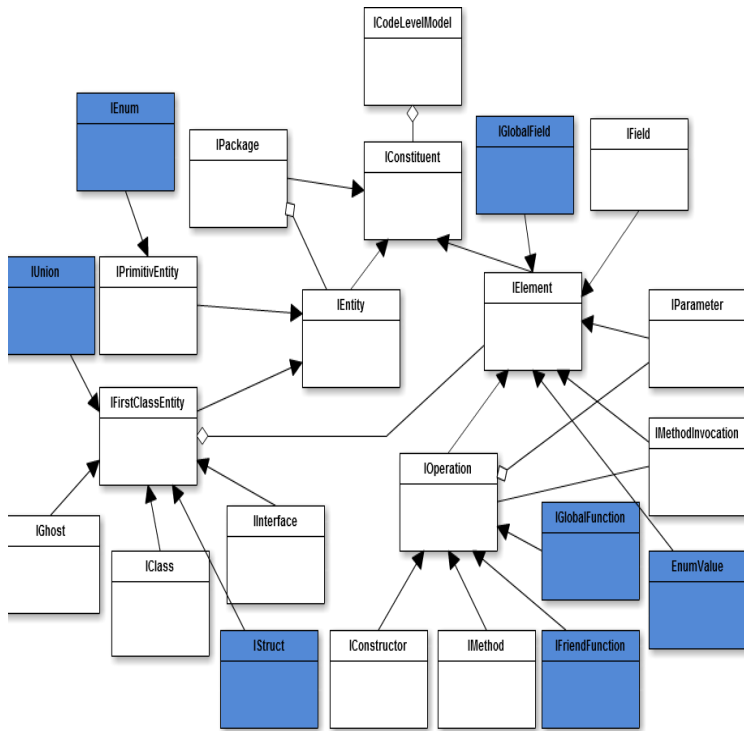 ICodeLevelModel
IEnum
IGlobalField
IField
IPackage
IConstituent
IUnion
IPrimitivEntity
IEntity
IElement
IParameter
IFirstClassEntity
IMethodInvocation
IOperation
IGhost
IInterface
IGlobalFunction
IClass
EnumValue
IStruct
IConstructor
IMethod
IFriendFunction